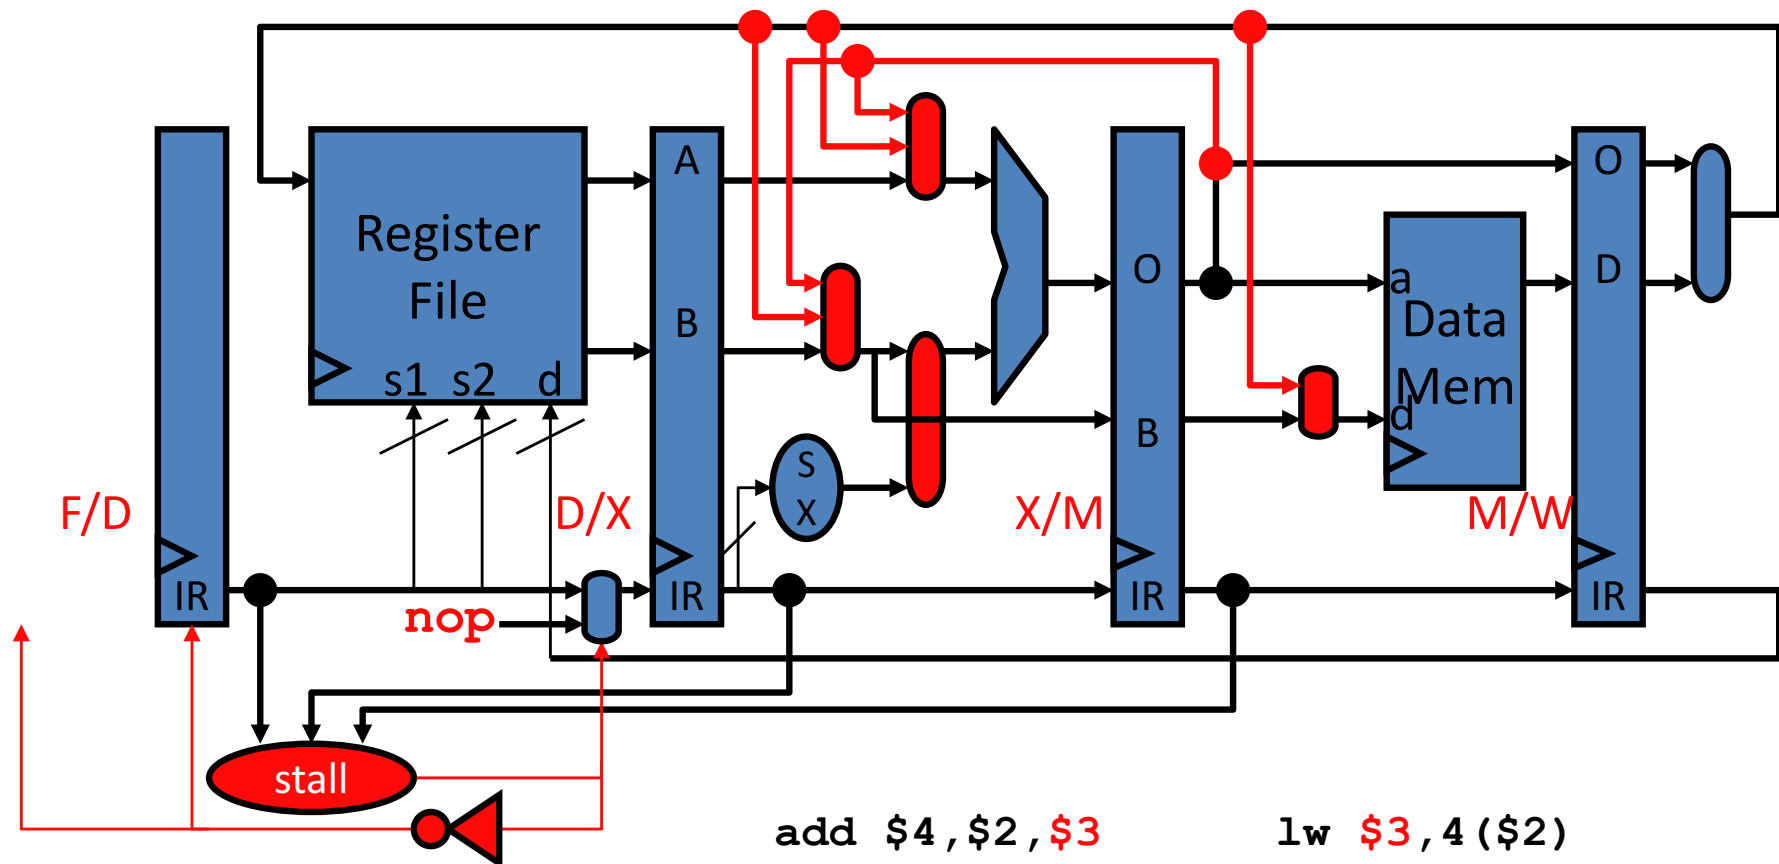 A
Register
File
O
O
D
a
B
Data
Mem
s1 s2 d
d
B
S
X
F/D
D/X
X/M
M/W
IR
nop
IR
IR
IR
stall
add $4,$2,$3
lw $3,4($2)